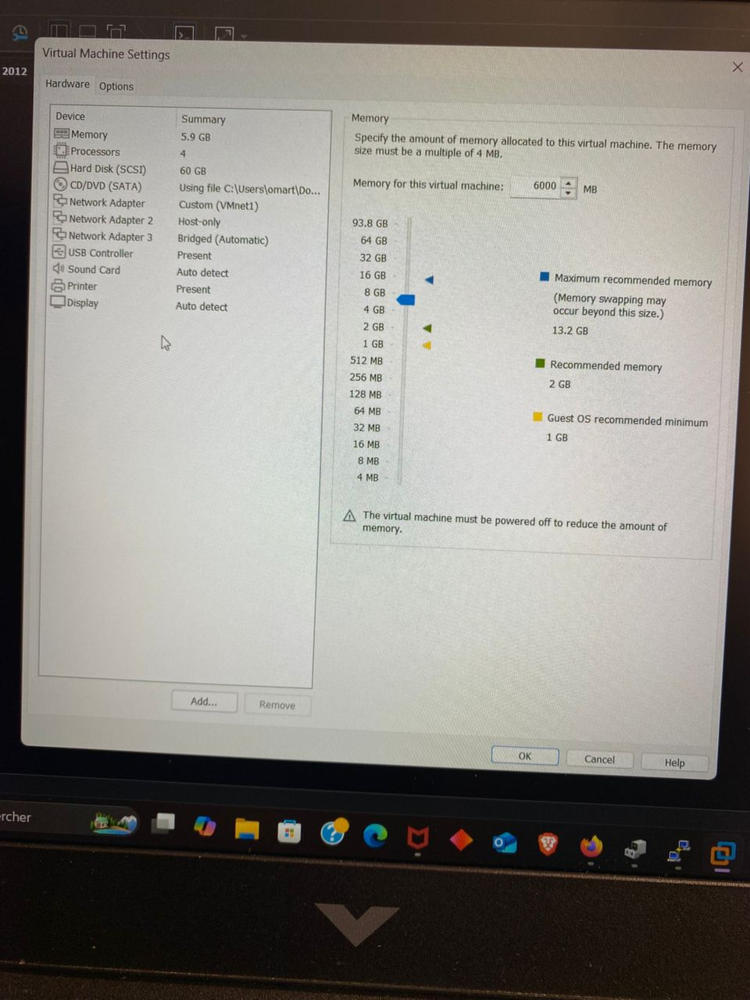 2012
Virtual Machine Settings
Hardware
Options
Device
Summary
Memory
5.9 GB
Processors
4
Hard Disk (SCSI)
60 GB
CD/DVD (SATA)
Using file C:\Users\omart\Do...
Network Adapter
Custom (VMnet1)
Network Adapter 2
Host-only
Network Adapter 3
Bridged (Automatic)
USB Controller
Present
Sound Card
Auto detect
Printer
Present
Display
Auto detect
Add...
Remove
Memory
Specify the amount of memory allocated to this virtual machine. The memory
size must be a multiple of 4 MB.
Memory for this virtual machine:
6000
MB
93.8 GB
64 GB
32 GB
16 GB
8 GB
4 GB
2 GB
1 GB
512 MB
256 MB
128 MB
64 MB
32 MB
16 MB
8 MB
4 MB
Maximum recommended memory
(Memory swapping may
occur beyond this size.)
13.2 GB
Recommended memory
2 GB
Guest OS recommended minimum
1 GB
The virtual machine must be powered off to reduce the amount of
memory.
OK
Cancel
Help
rcher